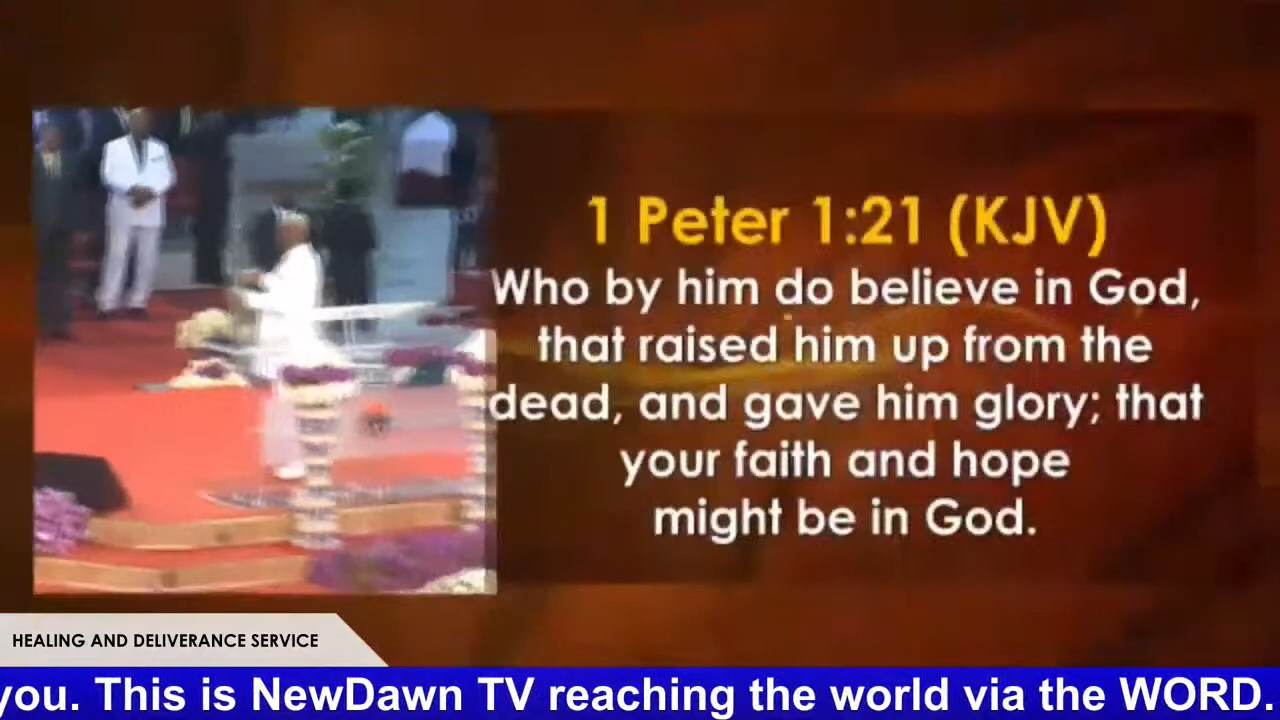 1 Peter 1:21 (KJV)
Who by him do believe in God,
that raised him up from the
dead, and gave him glory; that
your faith and hope
might be in God.
HEALING AND DELIVERANCE SERVICE
you. This is NewDawn TV reaching the world via the WORD.